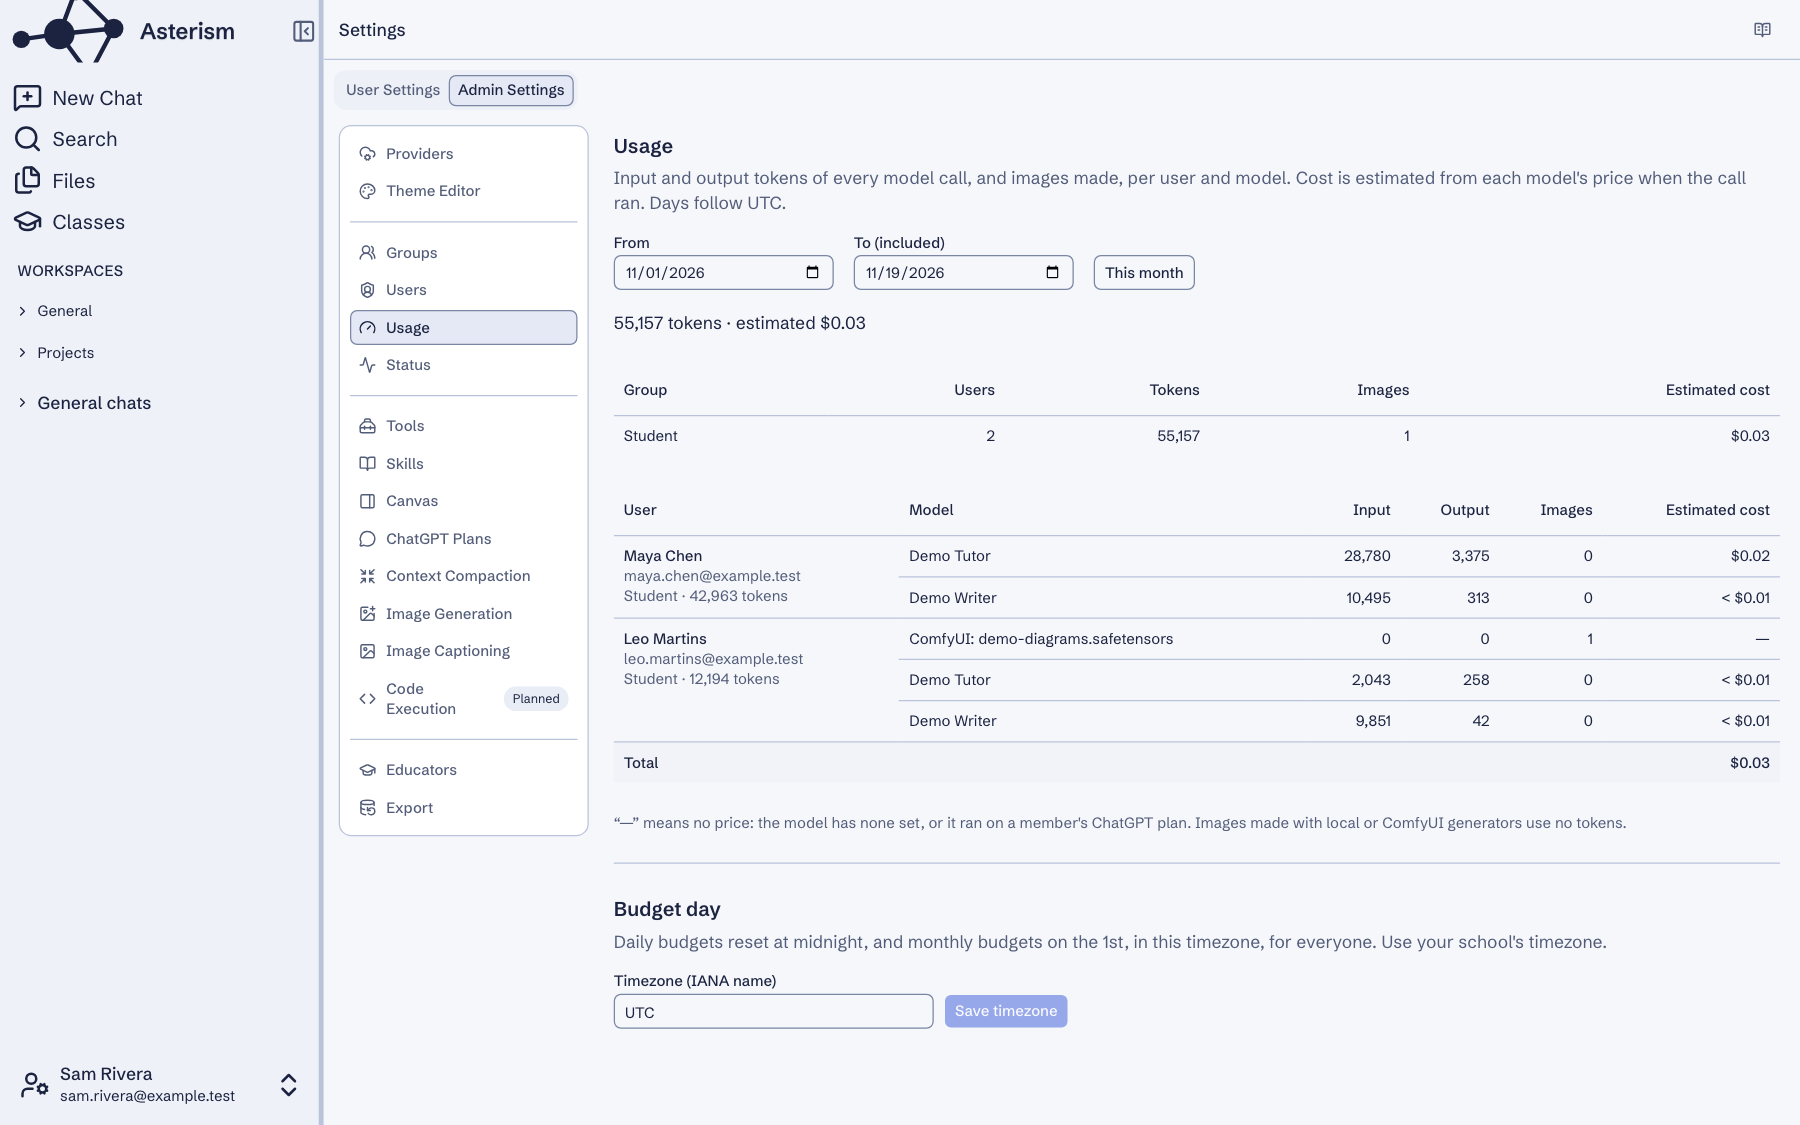 Asterism
New Chat
Search
Files
Classes
WORKSPACES
General
Projects
General chats
Sam Rivera
sam.rivera@example.test
Settings
User Settings
Admin Settings
Providers
Theme Editor
Groups
Users
Usage
Status
Tools
Skills
Canvas
ChatGPT Plans
Context Compaction
Image Generation
Image Captioning
Code
Execution
Planned
Educators
Export
Usage
Input and output tokens of every model call, and images made, per user and model. Cost is estimated from each model's price when the call
ran. Days follow UTC.
From To (included)
11/01/2026 11/19/2026 This month
55,157 tokens · estimated $0.03
Group Users Tokens Images Estimated cost
Student 2 55,157 1 $0.03
User Model Input Output Images Estimated cost
Maya Chen Demo Tutor 28,780 3,375 0 $0.02
maya.chen@example.test
Student · 42,963 tokens Demo Writer 10,495 313 0 < $0.01
Leo Martins ComfyUI: demo-diagrams.safetensors 0 0 1 —
leo.martins@example.test
Student · 12,194 tokens Demo Tutor 2,043 258 0 < $0.01
Demo Writer 9,851 42 0 < $0.01
Total $0.03
“—” means no price: the model has none set, or it ran on a member's ChatGPT plan. Images made with local or ComfyUI generators use no tokens.
Budget day
Daily budgets reset at midnight, and monthly budgets on the 1st, in this timezone, for everyone. Use your school's timezone.
Timezone (IANA name)
UTC Save timezone